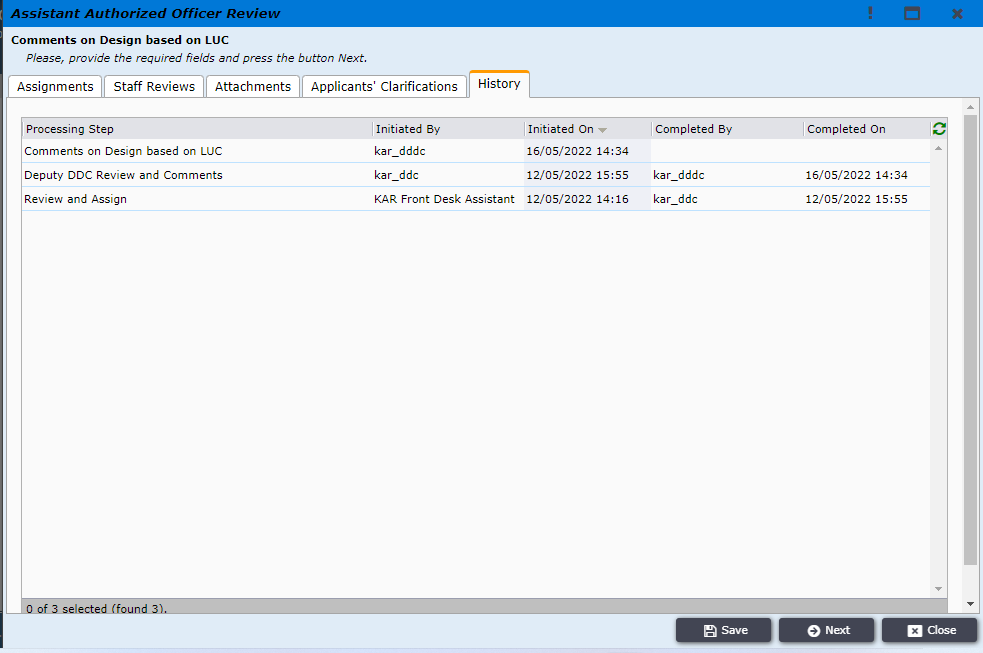 Assistant Authorized Officer Review
Comments on Design based on LUC
Please, provide the required fields and press the button Next.
Assignments Staff Reviews Attachments Applicants' Clarifications History
Processing Step Initiated By Initiated On Completed By Completed On
Comments on Design based on LUC kar_dddc 16/05/2022 14:34
Deputy DDC Review and Comments kar_ddc 12/05/2022 15:55 kar_dddc 16/05/2022 14:34
Review and Assign KAR Front Desk Assistant 12/05/2022 14:16 kar_ddc 12/05/2022 15:55
0 of 3 selected (found 3).
Save Next Close